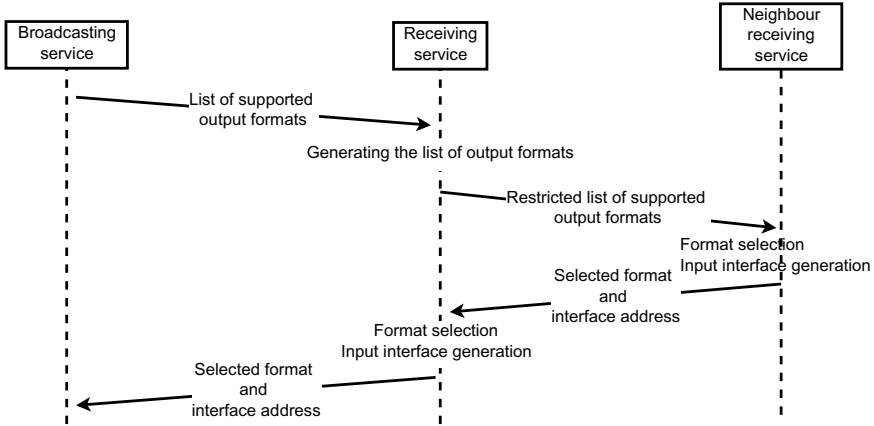 Broadcasting
service
Receiving
service
Neighbour
receiving
service
List of supported
output formats
Generating the list of output formats
Restricted list of supported
output formats
Format selection
Input interface generation
Selected format
and
interface address
Format selection
Input interface generation
Selected format
and
interface address